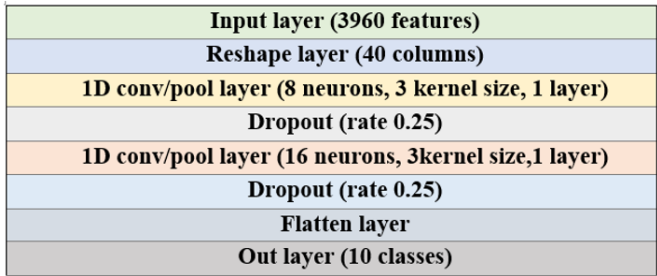 Input layer (3960 features)
Reshape layer (40 columns)
1D conv/pool layer (8 neurons, 3 kernel size, 1 layer)
Dropout (rate 0.25)
1D conv/pool layer (16 neurons, 3kernel size,1 layer)
Dropout (rate 0.25)
Flatten layer
Out layer (10 classes)